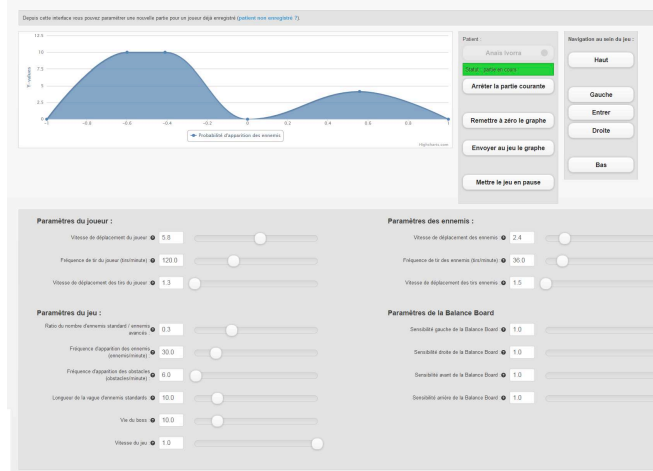 Depuis cette interface vous pouvez paramétrer une nouvelle partie pour un joueur déjà enregistré (patient non enregistré ?).
12.5
10
7.5
5
2.5
0
Y-values
-1
-0.8
-0.6
-0.4
-0.2
0
0.2
0.4
0.6
0.8
1
Probabilité d'apparition des ennemis
Highcharts.com
Patient :
Anaïs Ivorra
Statut : partie en cours
Arrêter la partie courante
Remettre à zéro le graphe
Envoyer au jeu le graphe
Mettre le jeu en pause
Navigation au sein du jeu :
Haut
Gauche
Entrer
Droite
Bas
Paramètres du joueur :
Vitesse de déplacement du joueur 5.8
Fréquence de tir du joueur (tirs/minute) 120.0
Vitesse de déplacement des tirs du joueur 1.3
Paramètres des ennemis :
Vitesse de déplacement des ennemis 2.4
Fréquence de tir des ennemis (tirs/minute) 36.0
Vitesse de déplacement des tirs ennemis 1.5
Paramètres du jeu :
Ratio du nombre d'ennemis standard / ennemis
avancés 0.3
Fréquence d'apparition des ennemis
(ennemis/minute) 30.0
Fréquence d'apparition des obstacles
(obstacles/minute) 6.0
Longueur de la vague d'ennemis standards 10.0
Vie du boss 10.0
Vitesse du jeu 1.0
Paramètres de la Balance Board
Sensibilité gauche de la Balance Board 1.0
Sensibilité droite de la Balance Board 1.0
Sensibilité avant de la Balance Board 1.0
Sensibilité arrière de la Balance Board 1.0